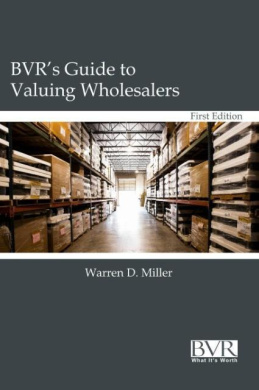 BVR's Guide to
Valuing Wholesalers
First Edition
Warren D. Miller
BVR
What It's Worth